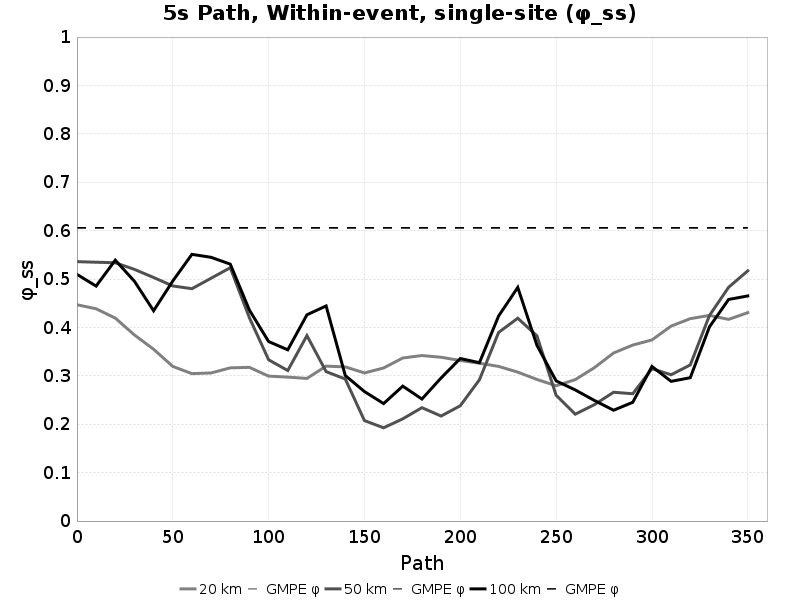 5s Path, Within-event, single-site (φ_ss)
1
0.9
0.8
0.7
0.6
0.5
0.4
0.3
0.2
0.1
0
φ_ss
0 50 100 150 200 250 300 350
Path
20 km GMPE φ 50 km GMPE φ 100 km GMPE φ